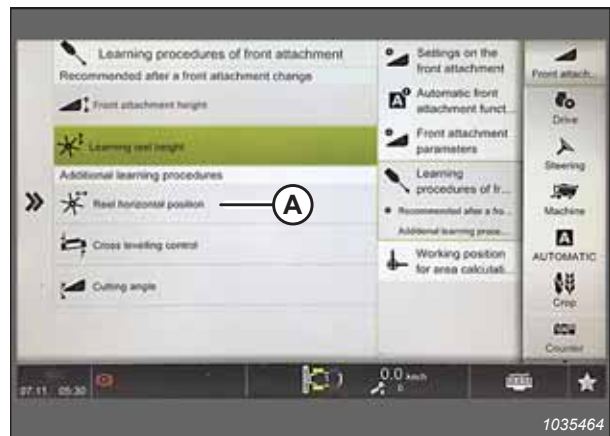 Learning procedures of front attachment
Recommended after a front attachment change
Front attachment height
Learning reel height
Additional learning procedures
Reel horizontal position
Cross levelling control
Cutting angle
A
Settings on the
front attachment
Automatic front
attachment funct...
Front attachment
parameters
Learning
procedures of fr...
Recommended after a fro...
Additional learning proce...
Working position
for area calculati...
Front attach...
Drive
Steering
Machine
A
AUTOMATIC
Crop
Counter
07.11 05:30
0.0 km/h
0
1035464